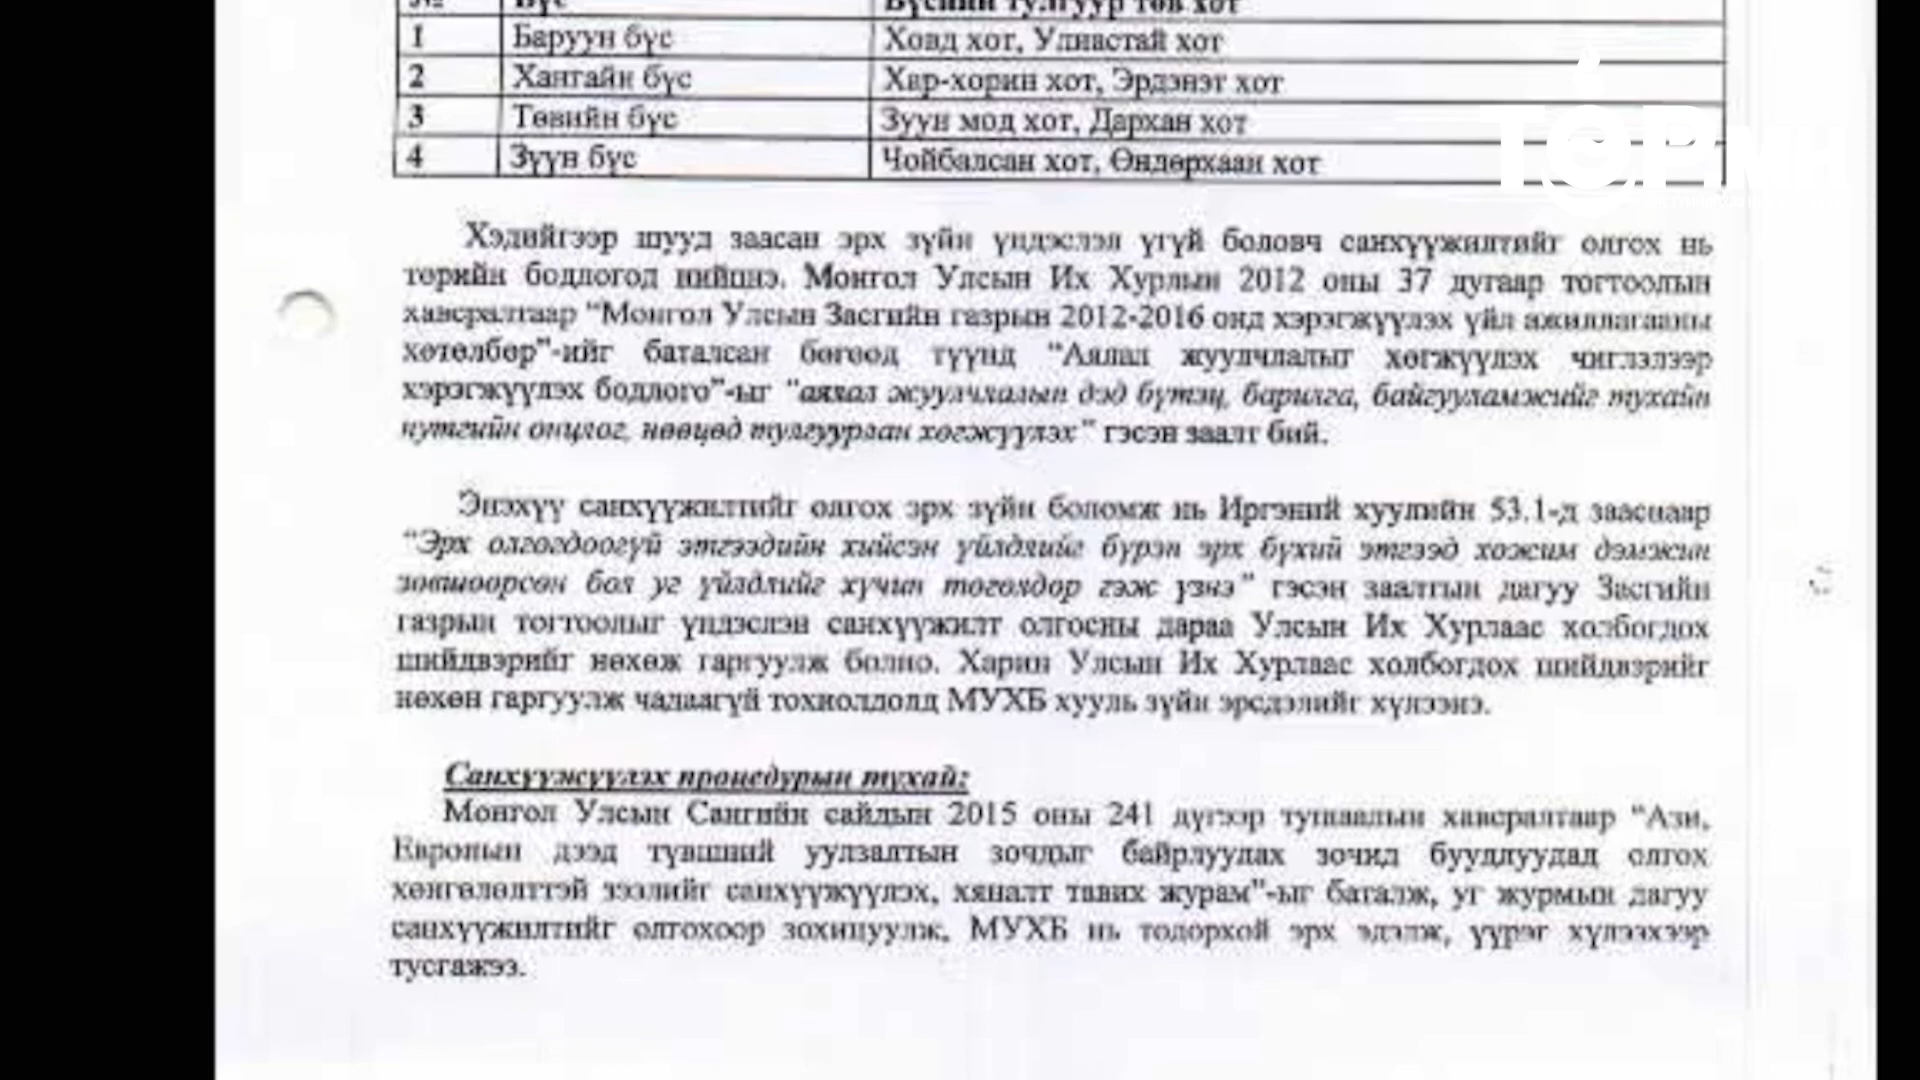 № Бүс Бүсийн тулгуур төв хот
1 Баруун бүс Ховд хот, Улиастай хот
2 Хангайн бүс Хар-хорин хот, Эрдэнэт хот
3 Төвийн бүс Зуун мод хот, Дархан хот
4 Зүүн бүс Чойбалсан хот, Өндөрхаан хот
TOP.MN
Хэдийгээр шууд заасан эрх зүйн үндэслэл үгүй боловч санхүүжилтийг олгох нь
төрийн бодлогод нийцнэ. Монгол Улсын Их Хурлын 2012 оны 37 дугаар тогтоолын
хавсралтаар “Монгол Улсын Засгийн газрын 2012-2016 онд хэрэгжүүлэх үйл ажиллагааны
хөтөлбөр”-ийг баталсан бөгөөд түүнд “Аялал жуулчлалыг хөгжүүлэх чиглэлээр
хэрэгжүүлэх бодлого”-ыг “аялал жуулчлалын дэд бүтэц, барилга, байгууламжийг тухайн
нутгийн онцлог, нөөцөд тулгуурлан хөгжүүлэх” гэсэн заалт бий.
Энэхүү санхүүжилтийг олгох эрх зүйн боломж нь Иргэний хуулийн 53.1-д зааснаар
“Эрх олгогдоогүй этгээдийн хийсэн үйлдлийг бүрэн эрх бүхий этгээд хожим дэмжин
зөвшөөрсөн бол уг үйлдлийг хүчин төгөлдөр гэж үзнэ” гэсэн заалтын дагуу Засгийн
газрын тогтоолыг үндэслэн санхүүжилт олгосны дараа Улсын Их Хурлаас холбогдох
шийдвэрийг нөхөж гаргуулж болно. Харин Улсын Их Хурлаас холбогдох шийдвэрийг
нөхөн гаргуулж чадаагүй тохиолдолд МУХБ хууль зүйн эрсдэлийг хүлээнэ.
Санхүүжүүлэх процедурын тухай:
Монгол Улсын Сангийн сайдын 2015 оны 241 дүгээр тушаалын хавсралтаар “Ази,
Европын дээд түвшний уулзалтын зочдыг байрлуулах зочид буудлуудад олгох
хөнгөлөлттэй зээлийг санхүүжүүлэх, хяналт тавих журам”-ыг баталж, уг журмын дагуу
санхүүжилтийг олгохоор зохицуулж, МУХБ нь тодорхой эрх эдэлж, үүрэг хүлээхээр
тусгажээ.